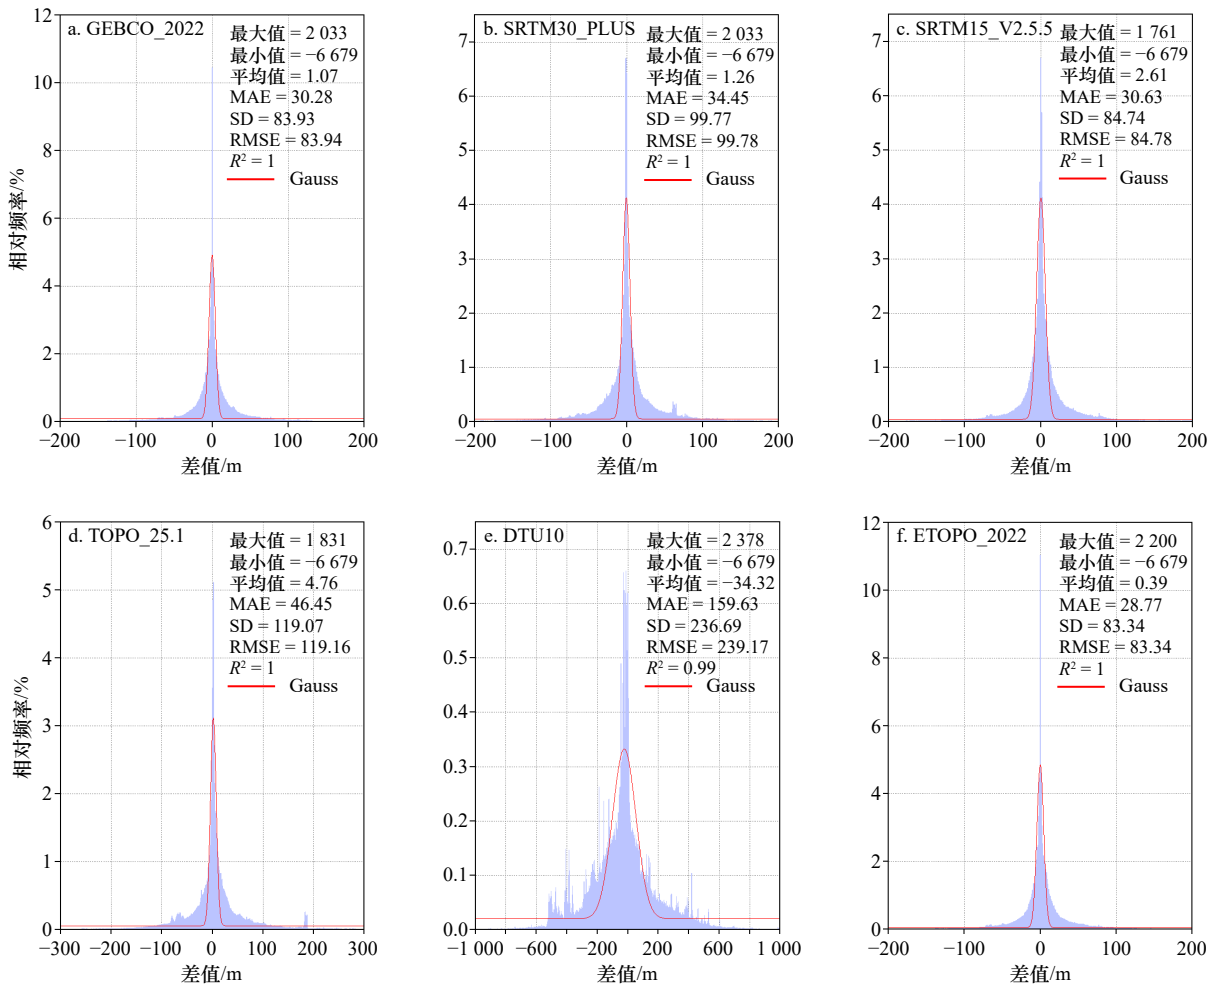 a. GEBCO_2022
最大值 = 2 033
最小值 = −6 679
平均值 = 1.07
MAE = 30.28
SD = 83.93
RMSE = 83.94
R² = 1
Gauss
12
10
8
6
4
2
0
相对频率/%
−200
−100
0
100
200
差值/m
b. SRTM30_PLUS
最大值 = 2 033
最小值 = −6 679
平均值 = 1.26
MAE = 34.45
SD = 99.77
RMSE = 99.78
R² = 1
Gauss
7
6
5
4
3
2
1
0
−200
−100
0
100
200
差值/m
c. SRTM15_V2.5.5
最大值 = 1 761
最小值 = −6 679
平均值 = 2.61
MAE = 30.63
SD = 84.74
RMSE = 84.78
R² = 1
Gauss
7
6
5
4
3
2
1
0
−200
−100
0
100
200
差值/m
d. TOPO_25.1
最大值 = 1 831
最小值 = −6 679
平均值 = 4.76
MAE = 46.45
SD = 119.07
RMSE = 119.16
R² = 1
Gauss
6
5
4
3
2
1
0
相对频率/%
−300
−200
−100
0
100
200
300
差值/m
e. DTU10
最大值 = 2 378
最小值 = −6 679
平均值 = −34.32
MAE = 159.63
SD = 236.69
RMSE = 239.17
R² = 0.99
Gauss
0.7
0.6
0.5
0.4
0.3
0.2
0.1
0.0
−1 000
−600
−200
200
600
1 000
差值/m
f. ETOPO_2022
最大值 = 2 200
最小值 = −6 679
平均值 = 0.39
MAE = 28.77
SD = 83.34
RMSE = 83.34
R² = 1
Gauss
12
10
8
6
4
2
0
−200
−100
0
100
200
差值/m